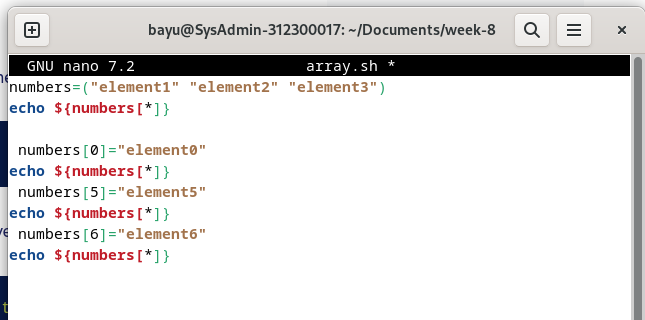 bayu@SysAdmin-312300017: ~/Documents/week-8
GNU nano 7.2 array.sh *
numbers=("element1" "element2" "element3")
echo ${numbers[*]}
numbers[0]="element0"
echo ${numbers[*]}
numbers[5]="element5"
echo ${numbers[*]}
numbers[6]="element6"
echo ${numbers[*]}